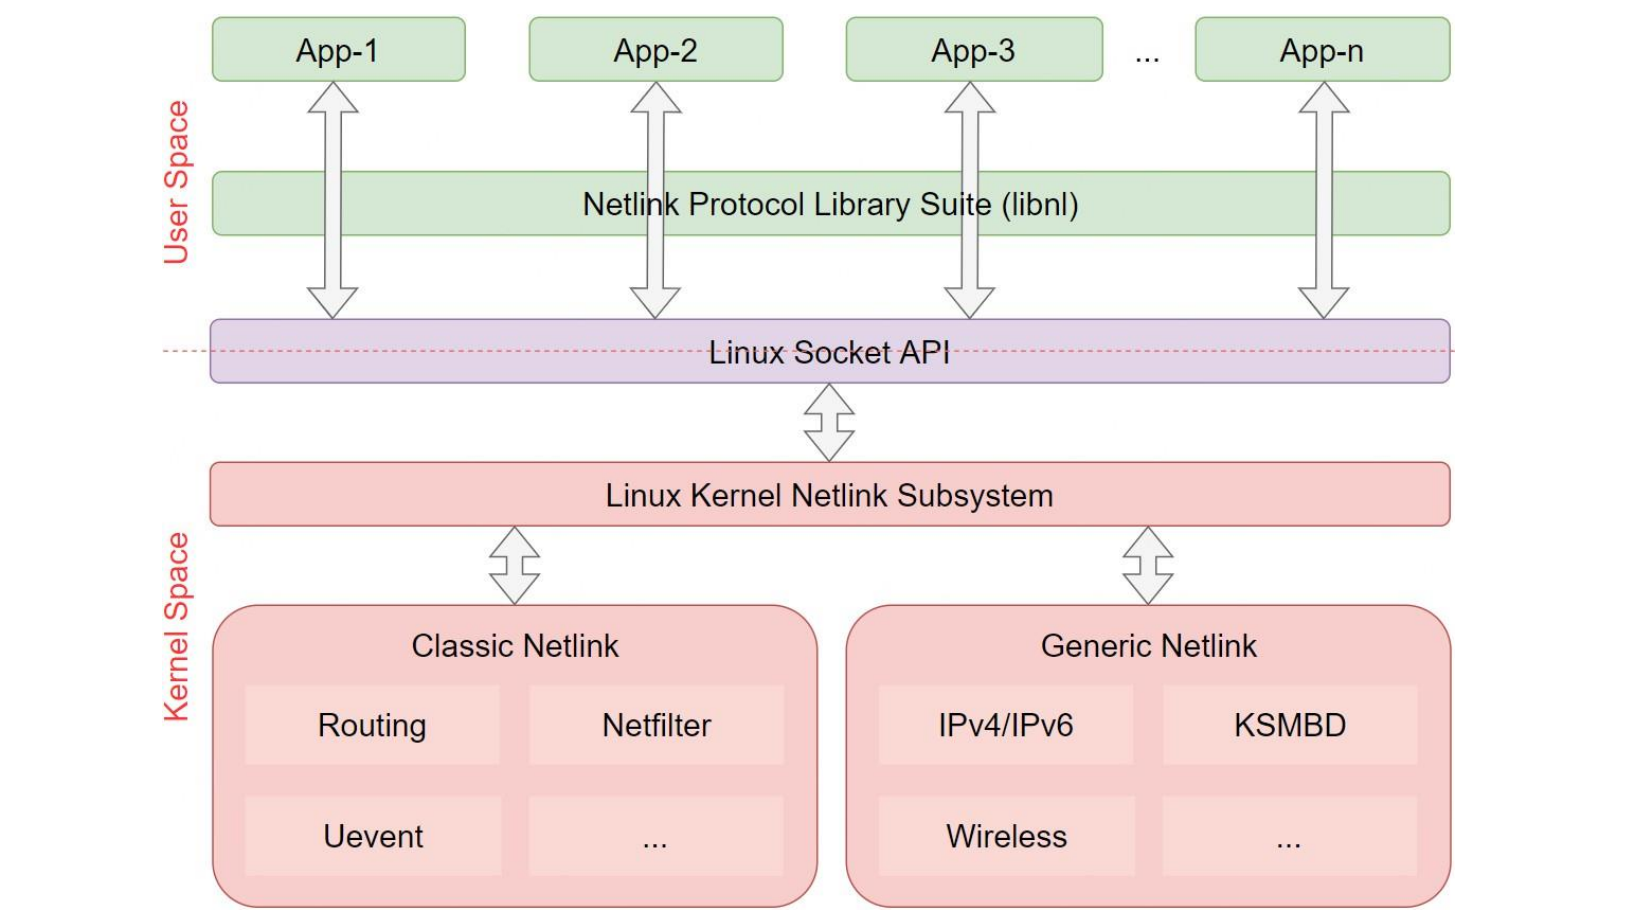 App-1
App-2
App-3
...
App-n
User Space
Netlink Protocol Library Suite (libnl)
Linux Socket API
Linux Kernel Netlink Subsystem
Kernel Space
Classic Netlink
Routing
Netfilter
Uevent
...
Generic Netlink
IPv4/IPv6
KSMBD
Wireless
...